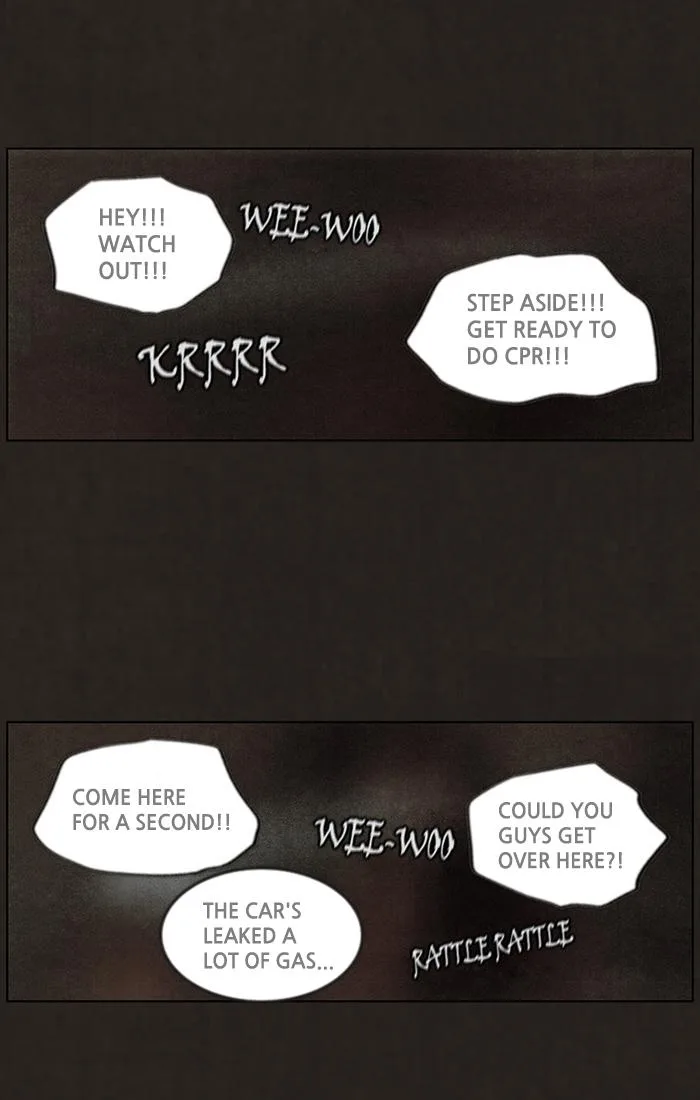 HEY!!!
WATCH
OUT!!!
WEE-WOO
STEP ASIDE!!!
GET READY TO
DO CPR!!!
KRRRR
COME HERE
FOR A SECOND!!
WEE-WOO
COULD YOU
GUYS GET
OVER HERE?!
THE CAR'S
LEAKED A
LOT OF GAS...
RATTLE RATTLE